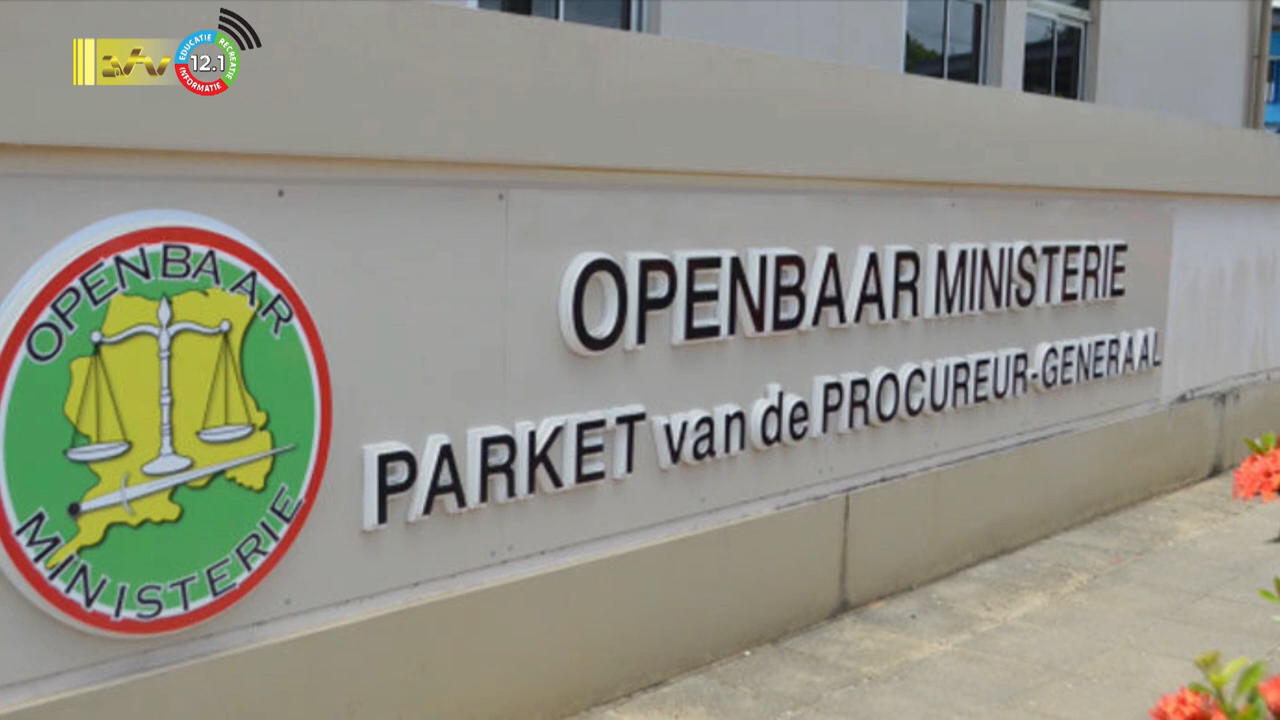 EDUCATIE
RECREATIE
INFORMATIE
12.1
OPENBAAR
MINISTERIE
OPENBAAR MINISTERIE
PARKET van de PROCUREUR-GENERAAL